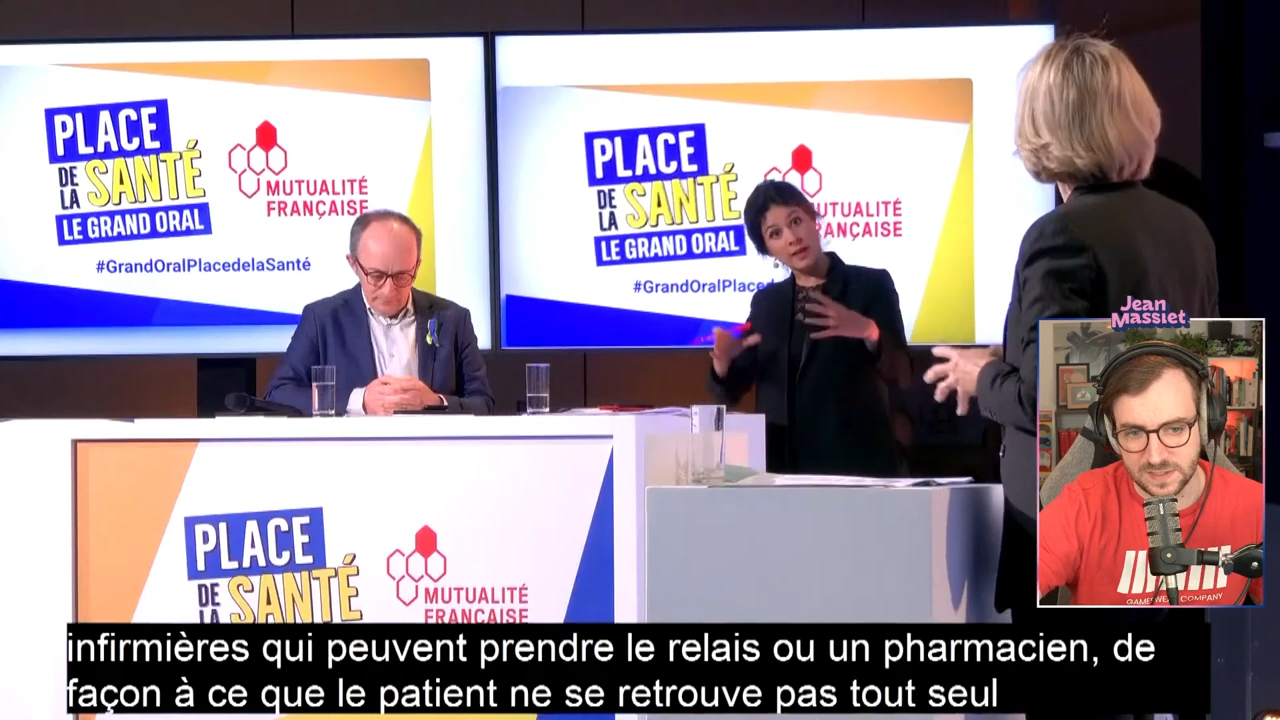 PLACE
DE
LA
SANTÉ
LE GRAND ORAL
MUTUALITÉ
FRANÇAISE
#GrandOralPlacedelaSanté
PLACE
DE
LA
SANTÉ
LE GRAND ORAL
MUTUALITÉ
FRANÇAISE
#GrandOralPlaced
Jean
Massiet
PLACE
DE
SANTÉ
MUTUALITÉ
FRANÇAISE
COMPANY
infirmières qui peuvent prendre le relais ou un pharmacien, de
façon à ce que le patient ne se retrouve pas tout seul